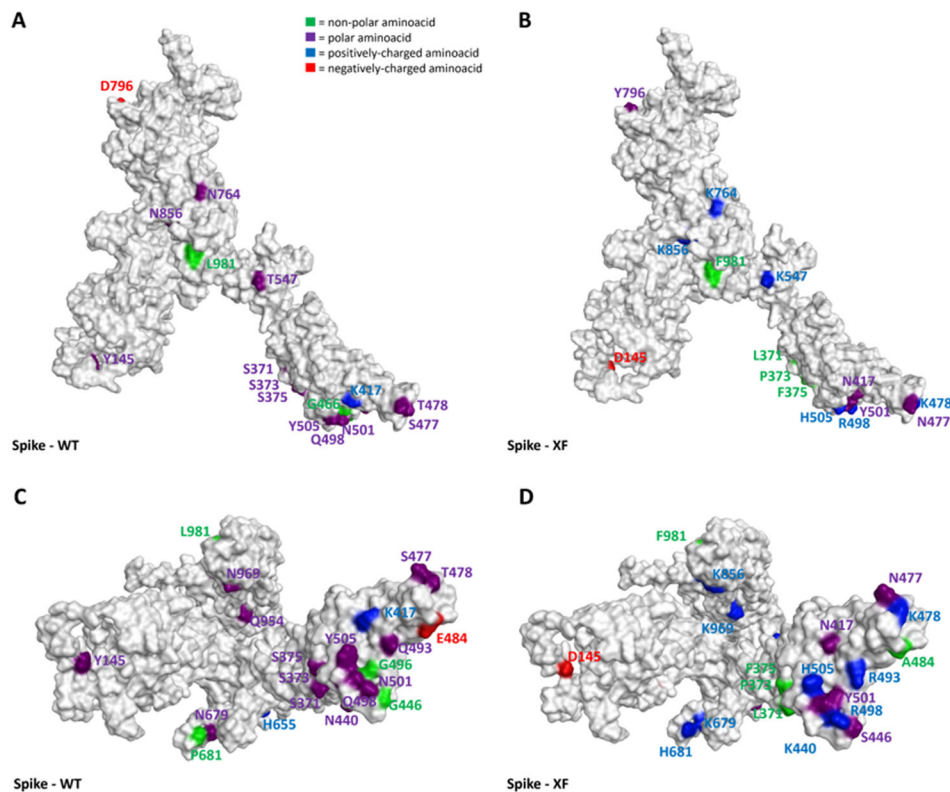 A
= non-polar aminoacid
= polar aminoacid
= positively-charged aminoacid
= negatively-charged aminoacid
D796
N764
N856
L981
T547
Y145
S371
S373
S375
K417
G466
T478
Y505
N501
S477
Q498
Spike - WT
B
Y796
K764
K856
F981
K547
D145
L371
P373
F375
N417
K478
H505
Y501
R498
N477
Spike - XF
C
L981
S477
T478
N969
Q954
K417
E484
Y505
Q493
Y145
S375
G496
S373
N501
S371
Q498
G446
N440
N679
H655
P681
Spike - WT
D
F981
K856
N477
K478
K969
N417
A484
D145
F375
H505
R493
P373
Y501
L371
R498
K679
K440
S446
H681
Spike - XF